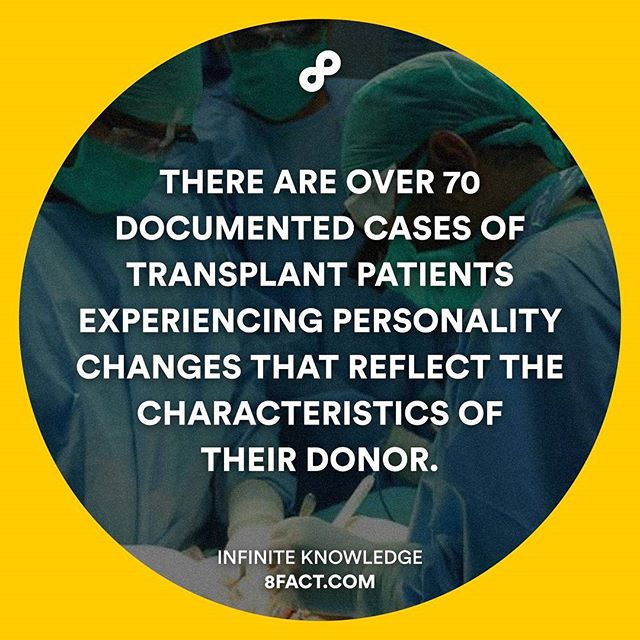 THERE ARE OVER 70
DOCUMENTED CASES OF
TRANSPLANT PATIENTS
EXPERIENCING PERSONALITY
CHANGES THAT REFLECT THE
CHARACTERISTICS OF
THEIR DONOR.
INFINITE KNOWLEDGE
8FACT.COM